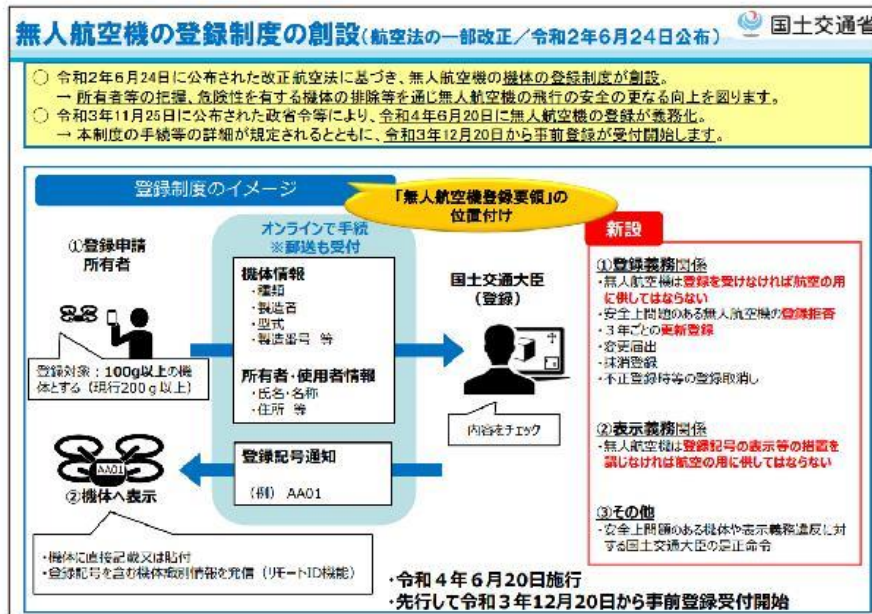 無人航空機の登録制度の創設(航空法の一部改正／令和2年6月24日公布)
国土交通省
○ 令和2年6月24日に公布された改正航空法に基づき、無人航空機の機体の登録制度が創設。
→ 所有者等の把握、危険性を有する機体の排除等を通じ無人航空機の飛行の安全の更なる向上を図ります。
○ 令和3年11月25日に公布された政省令等により、令和4年6月20日に無人航空機の登録が義務化。
→ 本制度の手続等の詳細が規定されるとともに、令和3年12月20日から事前登録が受付開始します。
登録制度のイメージ
「無人航空機登録要領」の
位置付け
①登録申請
所有者
登録対象：100g以上の機
体とする（現行200ｇ以上）
オンラインで手続
※郵送も受付
機体情報
・種類
・製造者
・型式
・製造番号 等
所有者・使用者情報
・氏名・名称
・住所 等
国土交通大臣
（登録）
内容をチェック
登録記号通知
（例） AA01
AA01
②機体へ表示
・機体に直接記載又は貼付
・登録記号を含む機体識別情報を発信（リモートID機能）
新設
①登録義務関係
・無人航空機は登録を受けなければ航空の用
に供してはならない
・安全上問題のある無人航空機の登録拒否
・３年ごとの更新登録
・変更届出
・抹消登録
・不正登録時等の登録取消し
②表示義務関係
・無人航空機は登録記号の表示等の措置を
講じなければ航空の用に供してはならない
③その他
・安全上問題のある機体や表示義務違反に対
する国土交通大臣の是正命令
・令和４年６月20日施行
・先行して令和３年12月20日から事前登録受付開始